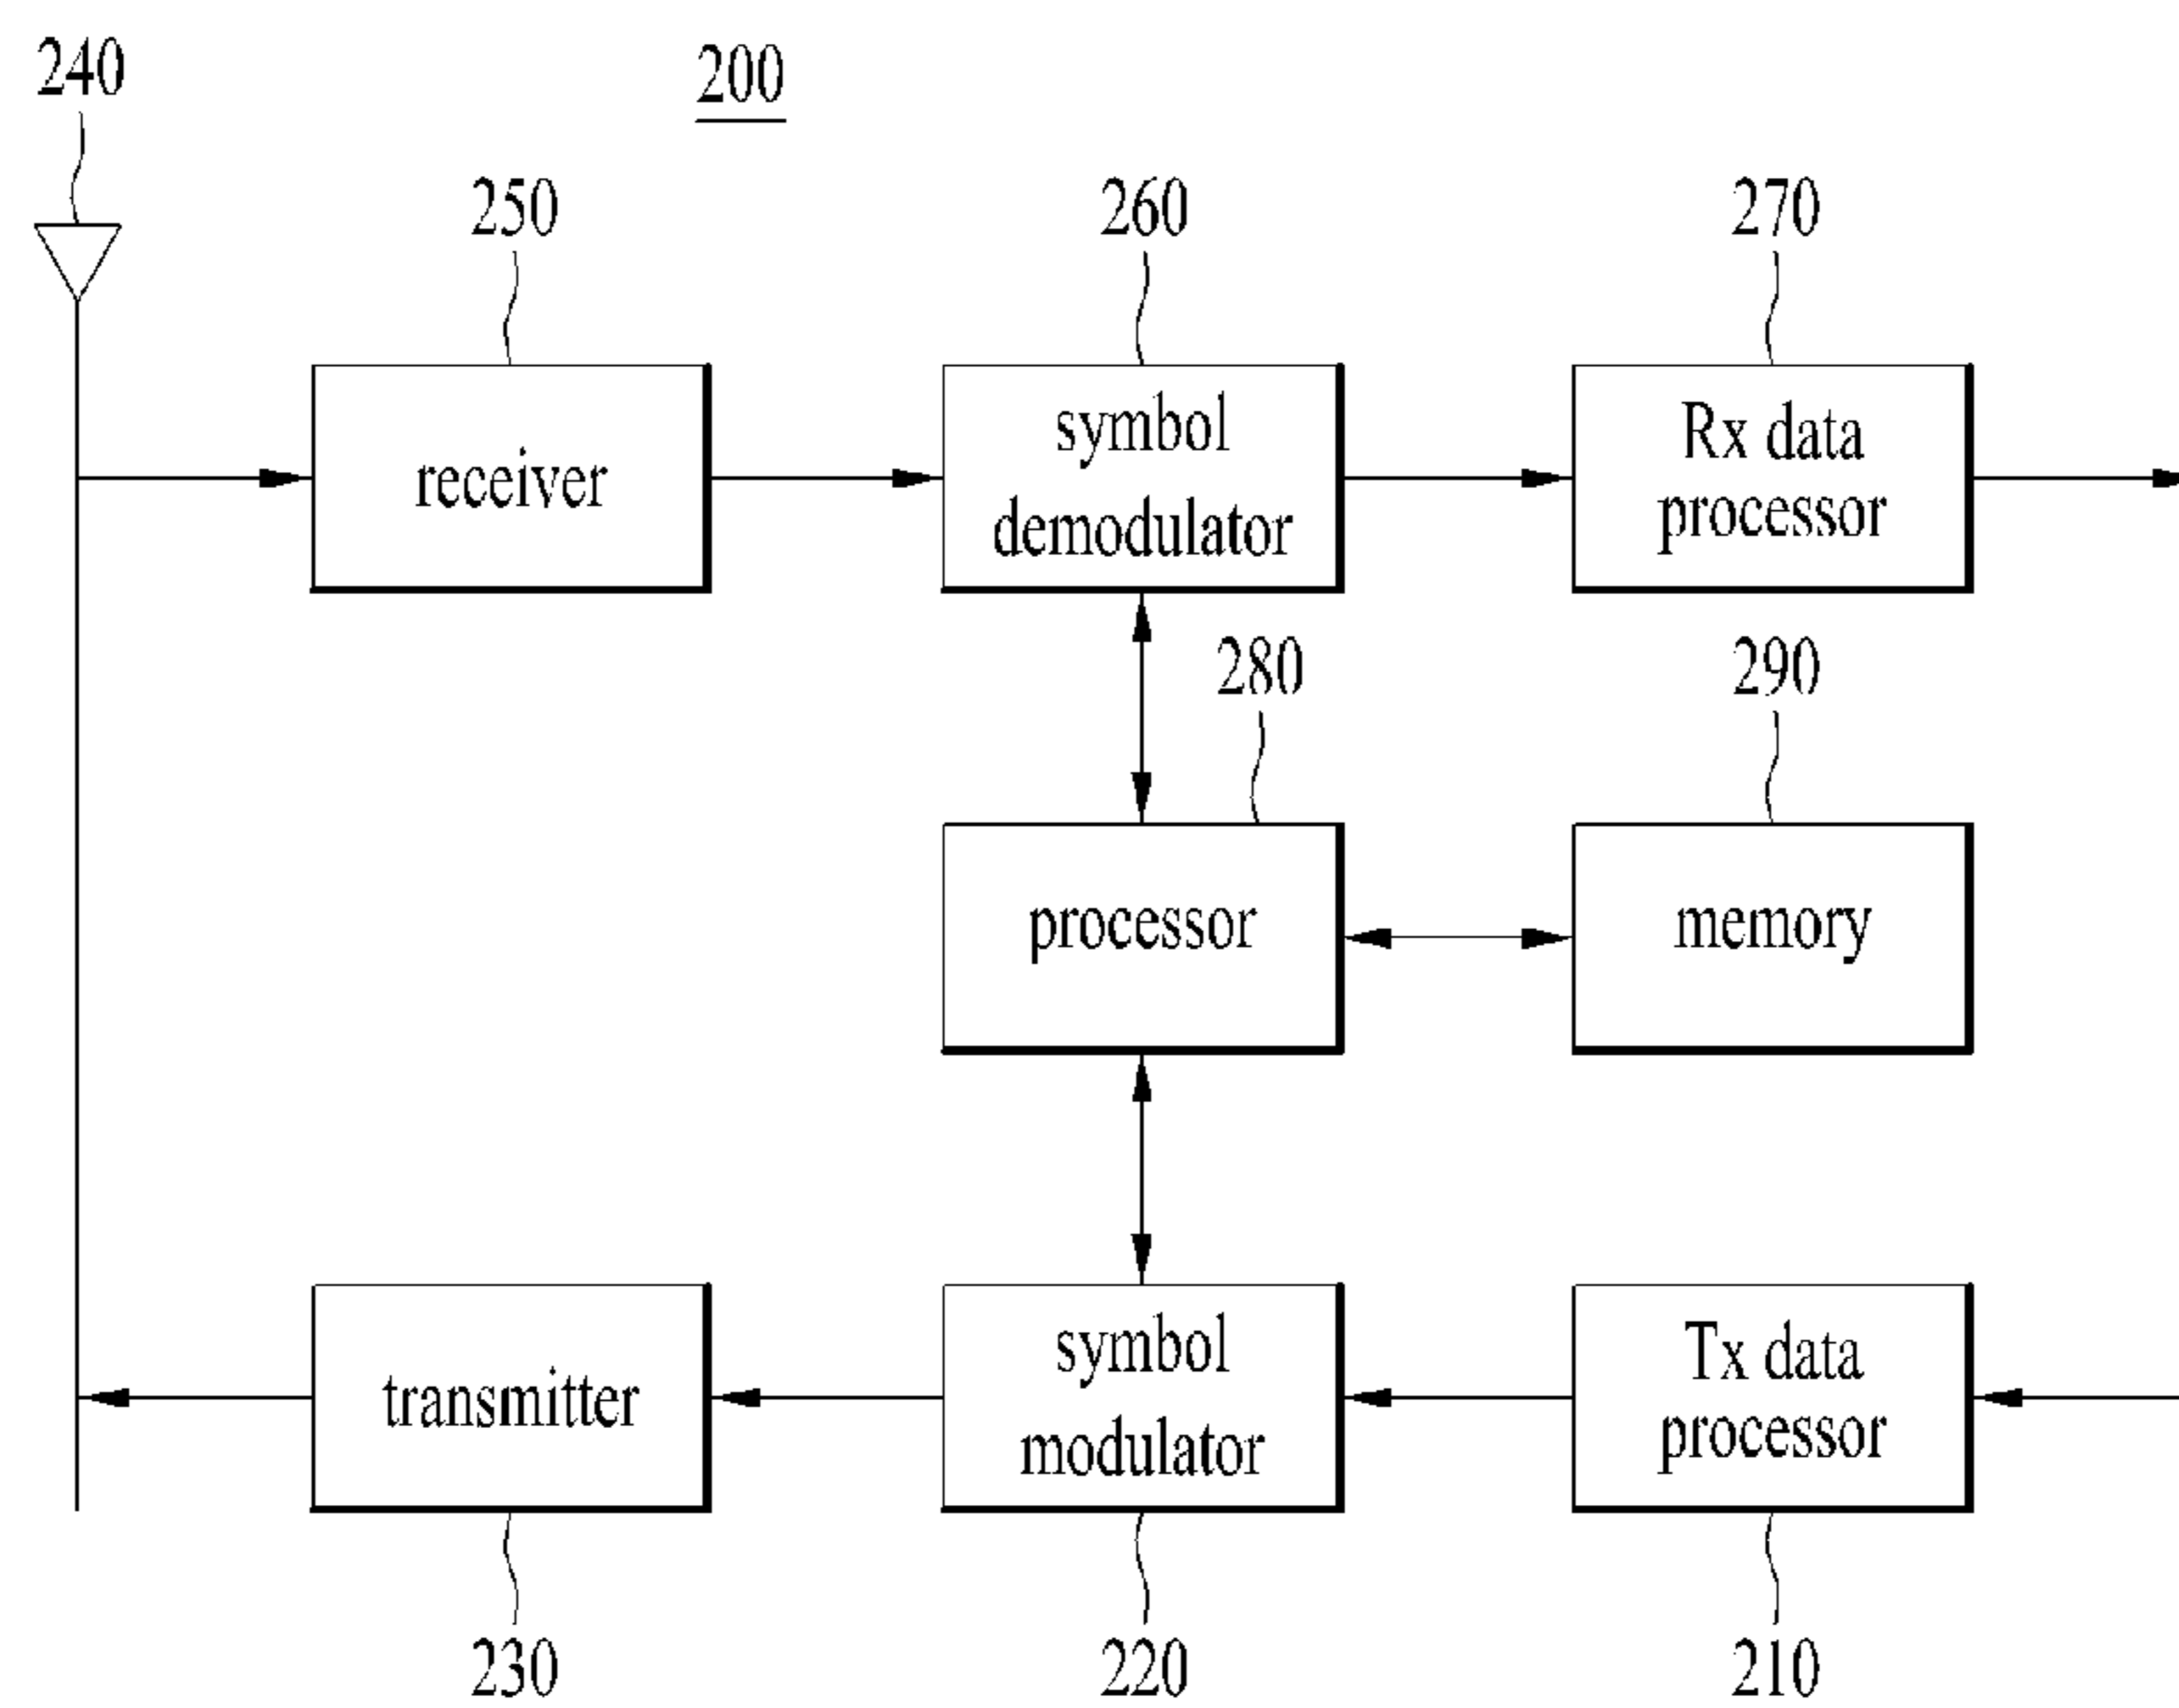 240
200
250
260
270
receiver
symbol
demodulator
Rx data
processor
280
290
processor
memory
transmitter
symbol
modulator
Tx data
processor
230
220
210